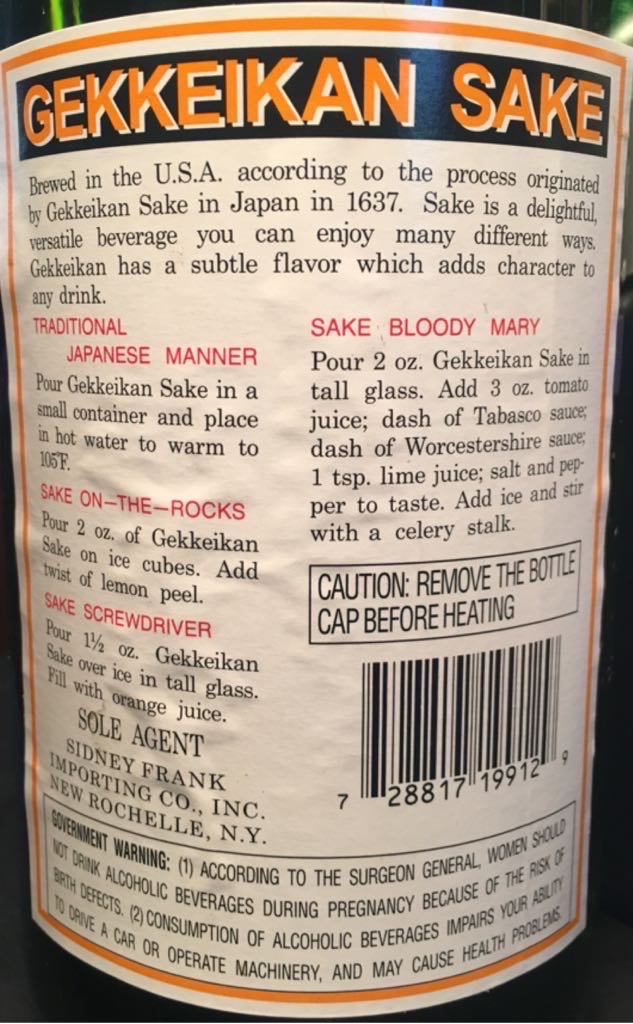 GEKKEIKAN SAKE
Brewed in the U.S.A. according to the process originated
by Gekkeikan Sake in Japan in 1637. Sake is a delightful,
versatile beverage you can enjoy many different ways.
Gekkeikan has a subtle flavor which adds character to
any drink.
TRADITIONAL
JAPANESE MANNER
Pour Gekkeikan Sake in a
small container and place
in hot water to warm to
105°F.
SAKE ON-THE-ROCKS
Pour 2 oz. of Gekkeikan
Sake on ice cubes. Add
twist of lemon peel.
SAKE SCREWDRIVER
Pour 1½ oz. Gekkeikan
Sake over ice in tall glass.
Fill with orange juice.
SOLE AGENT
SIDNEY FRANK
IMPORTING CO., INC.
NEW ROCHELLE, N.Y.
SAKE BLOODY MARY
Pour 2 oz. Gekkeikan Sake in
tall glass. Add 3 oz. tomato
juice; dash of Tabasco sauce;
dash of Worcestershire sauce;
1 tsp. lime juice; salt and pep-
per to taste. Add ice and stir
with a celery stalk.
CAUTION: REMOVE THE BOTTLE
CAP BEFORE HEATING
7 28817 19912 9
GOVERNMENT WARNING: (1) ACCORDING TO THE SURGEON GENERAL, WOMEN SHOULD
NOT DRINK ALCOHOLIC BEVERAGES DURING PREGNANCY BECAUSE OF THE RISK OF
BIRTH DEFECTS. (2) CONSUMPTION OF ALCOHOLIC BEVERAGES IMPAIRS YOUR ABILITY
TO DRIVE A CAR OR OPERATE MACHINERY, AND MAY CAUSE HEALTH PROBLEMS.